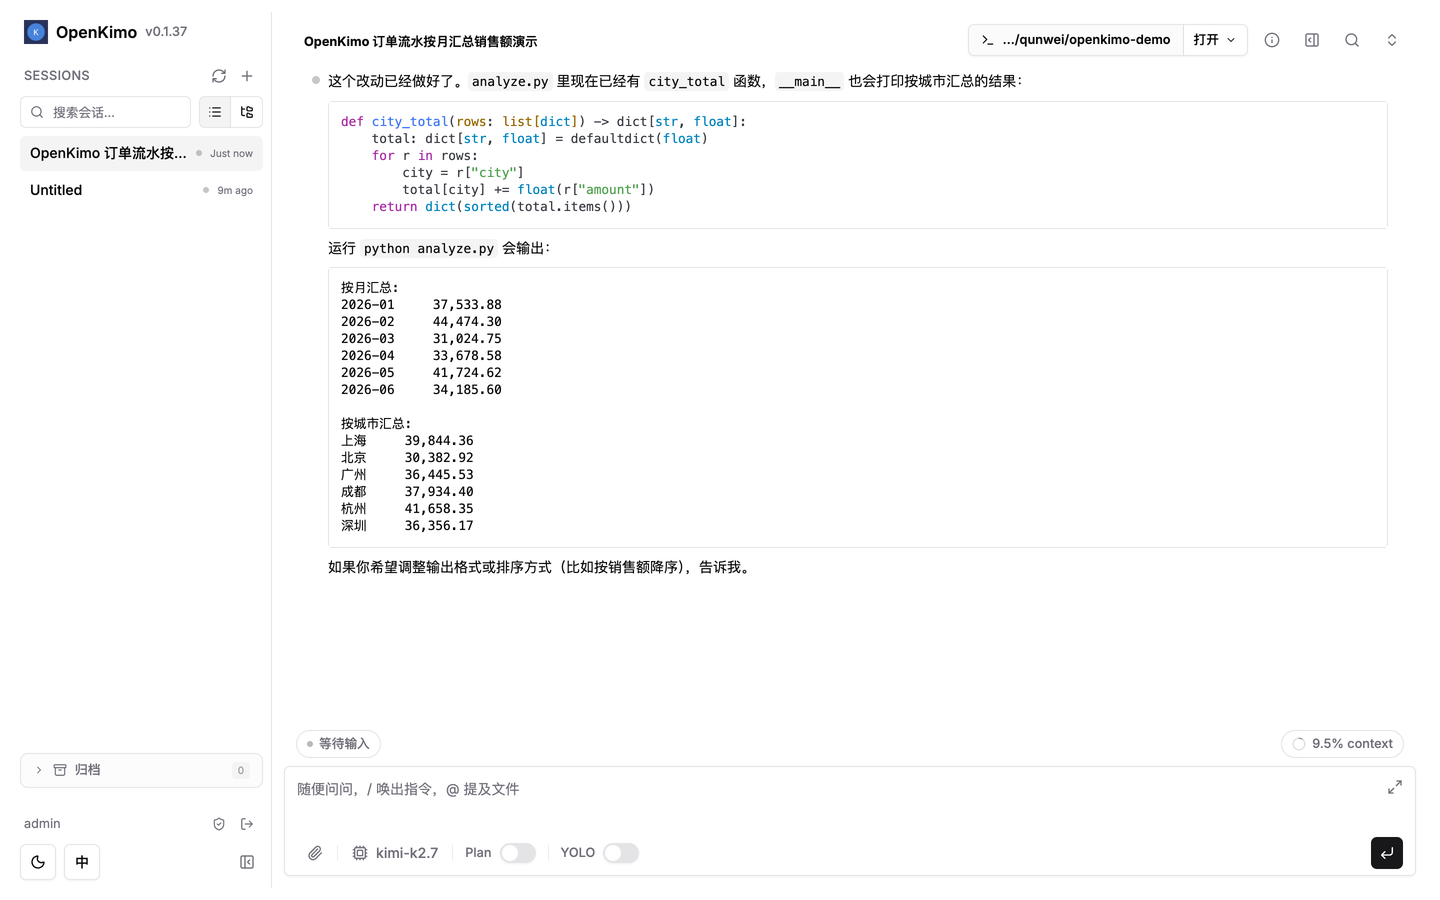 OpenKimo v0.1.37
SESSIONS
搜索会话...
OpenKimo 订单流水按... Just now
Untitled 9m ago
归档 0
admin
中
OpenKimo 订单流水按月汇总销售额演示
.../qunwei/openkimo-demo 打开
这个改动已经做好了。analyze.py 里现在已经有 city_total 函数，__main__ 也会打印按城市汇总的结果：
def city_total(rows: list[dict]) -> dict[str, float]:
    total: dict[str, float] = defaultdict(float)
    for r in rows:
        city = r["city"]
        total[city] += float(r["amount"])
    return dict(sorted(total.items()))
运行 python analyze.py 会输出：
按月汇总:
2026-01     37,533.88
2026-02     44,474.30
2026-03     31,024.75
2026-04     33,678.58
2026-05     41,724.62
2026-06     34,185.60
按城市汇总:
上海     39,844.36
北京     30,382.92
广州     36,445.53
成都     37,934.40
杭州     41,658.35
深圳     36,356.17
如果你希望调整输出格式或排序方式（比如按销售额降序），告诉我。
等待输入 9.5% context
随便问问，/ 唤出指令，@ 提及文件
kimi-k2.7 Plan YOLO